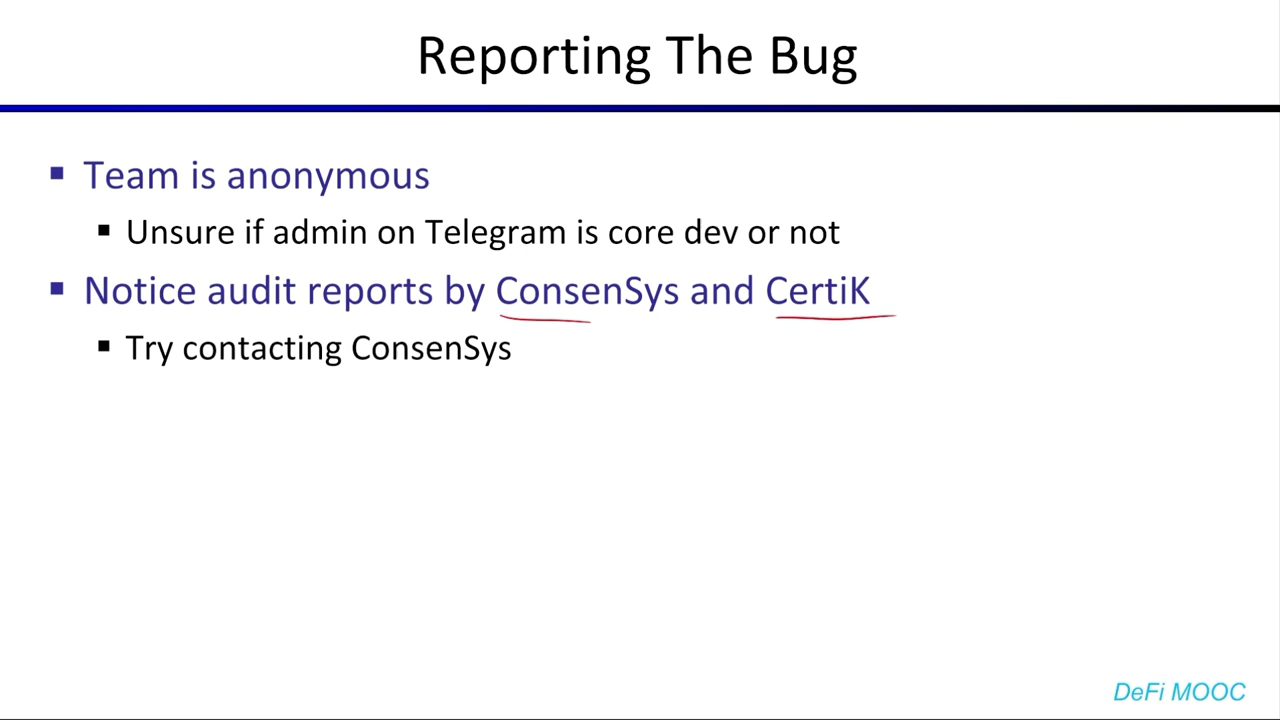 Reporting The Bug
Team is anonymous
Unsure if admin on Telegram is core dev or not
Notice audit reports by ConsenSys and CertiK
Try contacting ConsenSys
DeFi MOOC